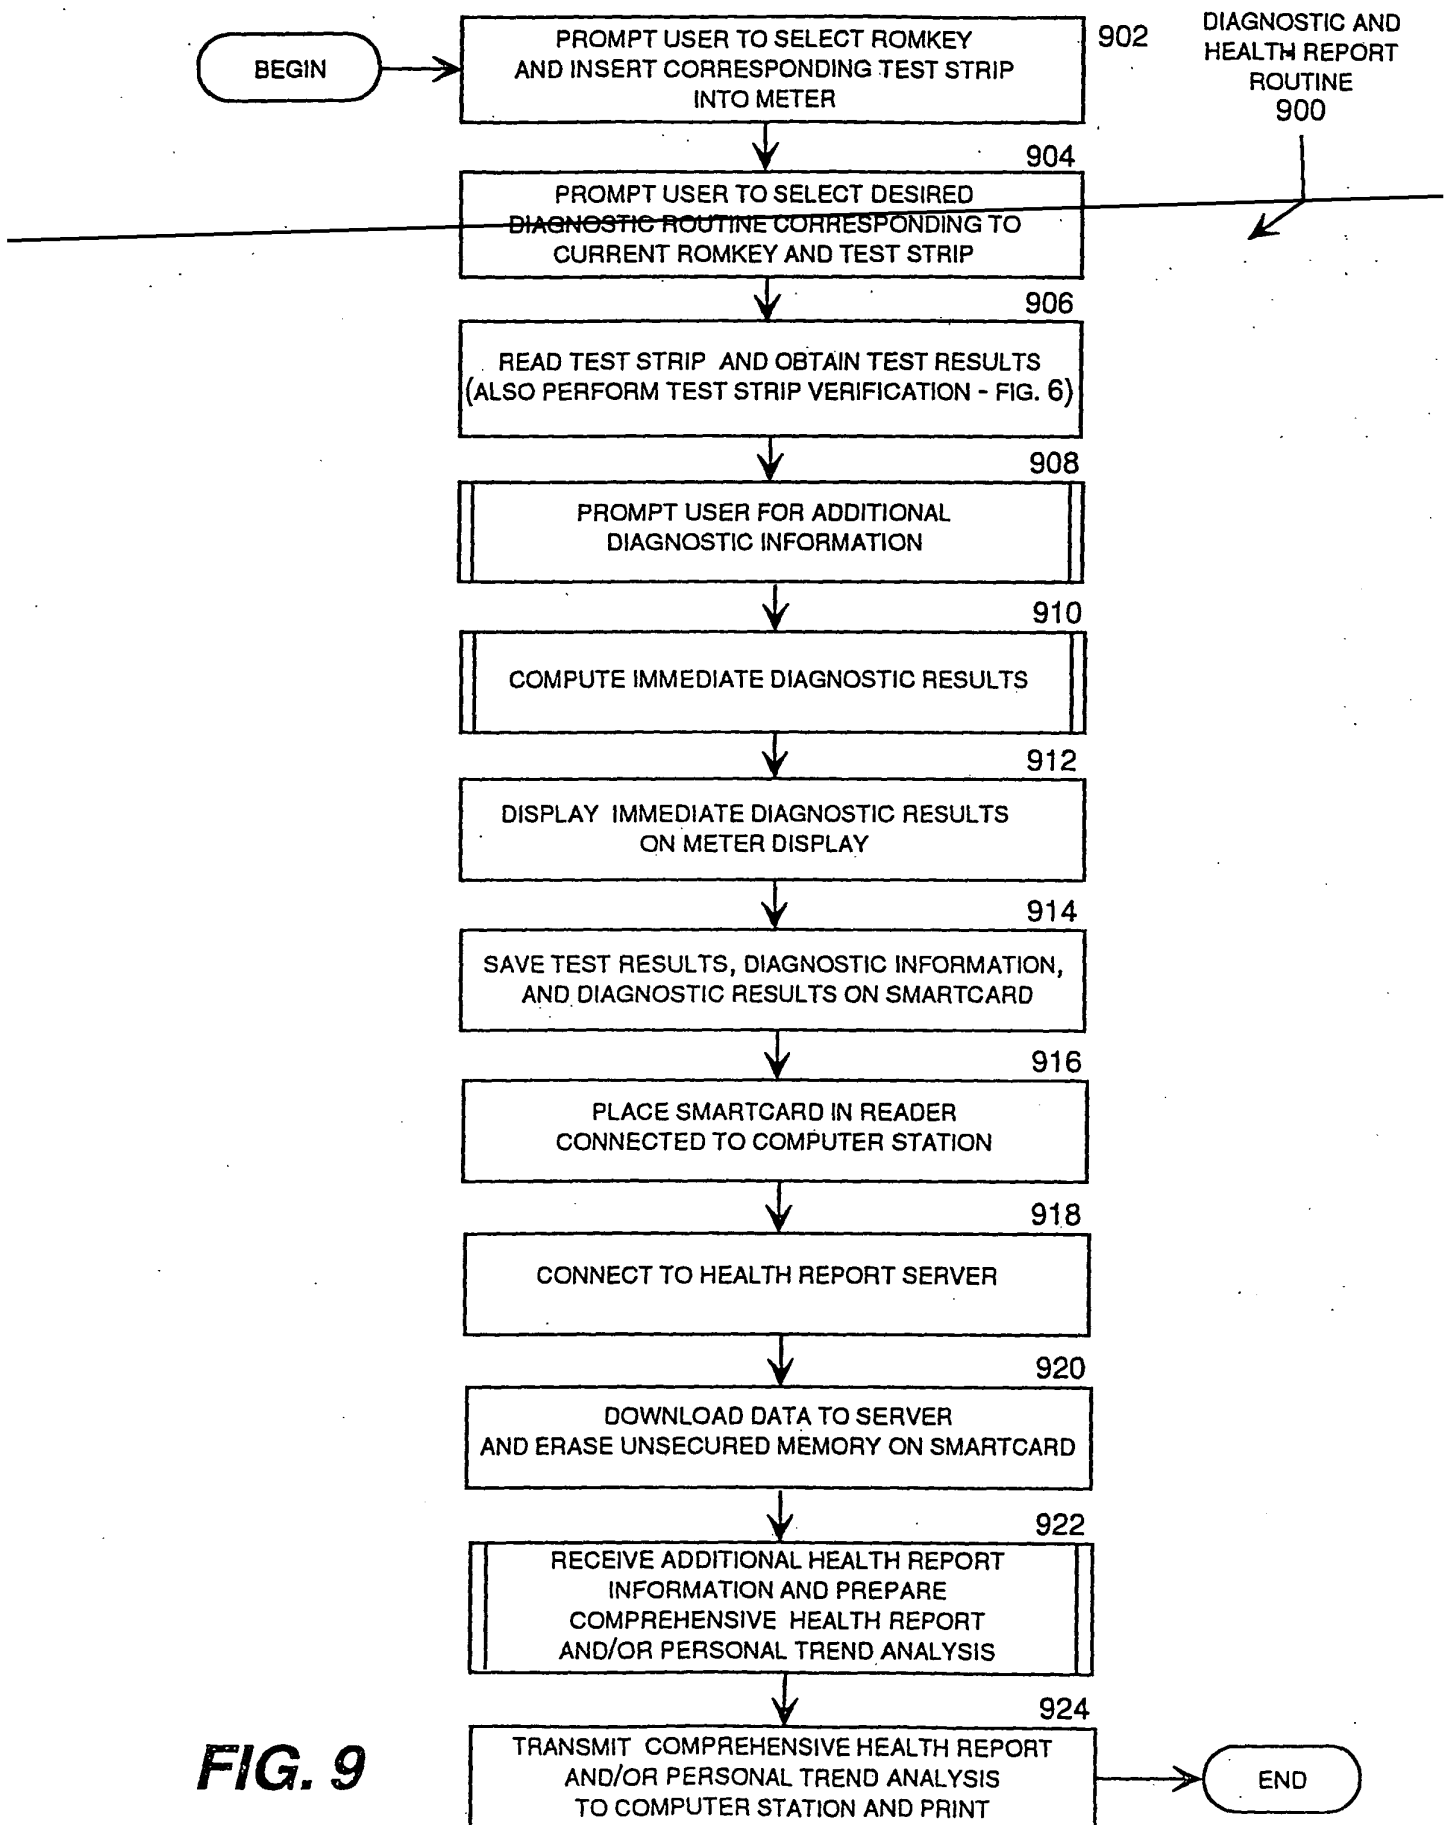 BEGIN
PROMPT USER TO SELECT ROMKEY
AND INSERT CORRESPONDING TEST STRIP
INTO METER
902
DIAGNOSTIC AND
HEALTH REPORT
ROUTINE
900
904
PROMPT USER TO SELECT DESIRED
DIAGNOSTIC ROUTINE CORRESPONDING TO
CURRENT ROMKEY AND TEST STRIP
906
READ TEST STRIP AND OBTAIN TEST RESULTS
(ALSO PERFORM TEST STRIP VERIFICATION - FIG. 6)
908
PROMPT USER FOR ADDITIONAL
DIAGNOSTIC INFORMATION
910
COMPUTE IMMEDIATE DIAGNOSTIC RESULTS
912
DISPLAY IMMEDIATE DIAGNOSTIC RESULTS
ON METER DISPLAY
914
SAVE TEST RESULTS, DIAGNOSTIC INFORMATION,
AND DIAGNOSTIC RESULTS ON SMARTCARD
916
PLACE SMARTCARD IN READER
CONNECTED TO COMPUTER STATION
918
CONNECT TO HEALTH REPORT SERVER
920
DOWNLOAD DATA TO SERVER
AND ERASE UNSECURED MEMORY ON SMARTCARD
922
RECEIVE ADDITIONAL HEALTH REPORT
INFORMATION AND PREPARE
COMPREHENSIVE HEALTH REPORT
AND/OR PERSONAL TREND ANALYSIS
924
TRANSMIT COMPREHENSIVE HEALTH REPORT
AND/OR PERSONAL TREND ANALYSIS
TO COMPUTER STATION AND PRINT
END
FIG. 9